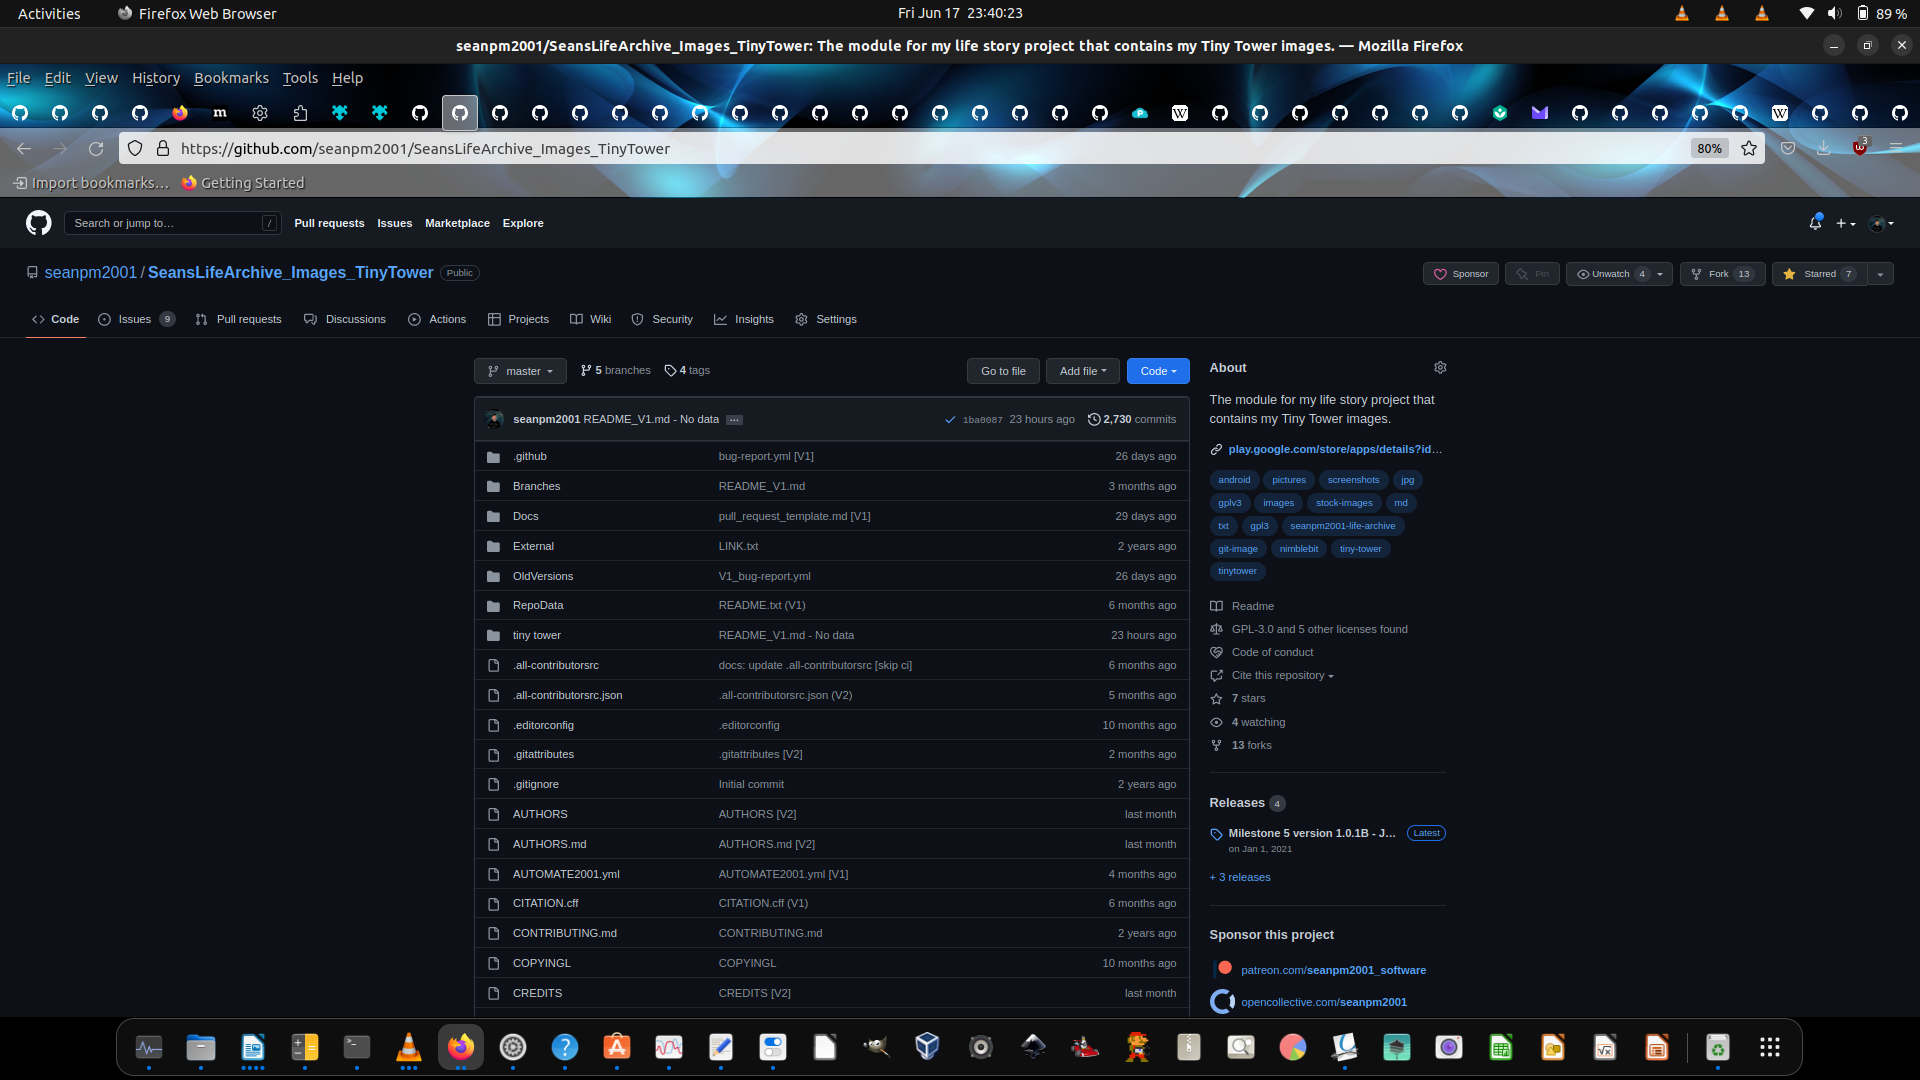 Activities
Firefox Web Browser
Fri Jun 17 23:40:23
89 %
seanpm2001/SeansLifeArchive_Images_TinyTower: The module for my life story project that contains my Tiny Tower images. — Mozilla Firefox
File Edit View History Bookmarks Tools Help
https://github.com/seanpm2001/SeansLifeArchive_Images_TinyTower
80%
3
Import bookmarks…
Getting Started
Search or jump to…
/
Pull requests
Issues
Marketplace
Explore
seanpm2001 / SeansLifeArchive_Images_TinyTower Public
Sponsor
Pin
Unwatch 4
Fork 13
Starred 7
Code
Issues 9
Pull requests
Discussions
Actions
Projects
Wiki
Security
Insights
Settings
master
5 branches
4 tags
Go to file
Add file
Code
seanpm2001 README_V1.md - No data
1ba0087 23 hours ago
2,730 commits
.github bug-report.yml [V1] 26 days ago
Branches README_V1.md 3 months ago
Docs pull_request_template.md [V1] 29 days ago
External LINK.txt 2 years ago
OldVersions V1_bug-report.yml 26 days ago
RepoData README.txt (V1) 6 months ago
tiny tower README_V1.md - No data 23 hours ago
.all-contributorsrc docs: update .all-contributorsrc [skip ci] 6 months ago
.all-contributorsrc.json .all-contributorsrc.json (V2) 5 months ago
.editorconfig .editorconfig 10 months ago
.gitattributes .gitattributes [V2] 2 months ago
.gitignore Initial commit 2 years ago
AUTHORS AUTHORS [V2] last month
AUTHORS.md AUTHORS.md [V2] last month
AUTOMATE2001.yml AUTOMATE2001.yml [V1] 4 months ago
CITATION.cff CITATION.cff (V1) 6 months ago
CONTRIBUTING.md CONTRIBUTING.md 2 years ago
COPYINGL COPYINGL 10 months ago
CREDITS CREDITS [V2] last month
About
The module for my life story project that
contains my Tiny Tower images.
play.google.com/store/apps/details?id…
android pictures screenshots jpg
gplv3 images stock-images md
txt gpl3 seanpm2001-life-archive
git-image nimblebit tiny-tower
tinytower
Readme
GPL-3.0 and 5 other licenses found
Code of conduct
Cite this repository
7 stars
4 watching
13 forks
Releases 4
Milestone 5 version 1.0.1B - J… Latest
on Jan 1, 2021
+ 3 releases
Sponsor this project
patreon.com/seanpm2001_software
opencollective.com/seanpm2001